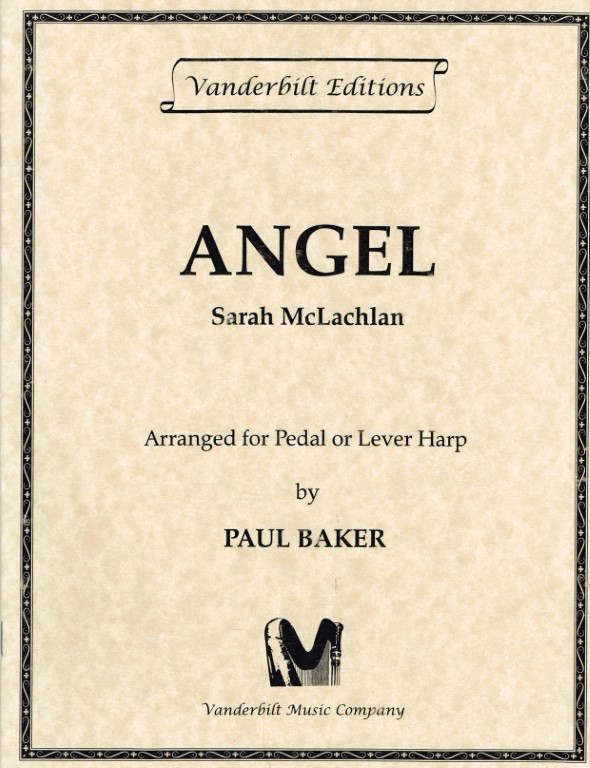 Vanderbilt Editions
ANGEL
Sarah McLachlan
Arranged for Pedal or Lever Harp
by
PAUL BAKER
Vanderbilt Music Company